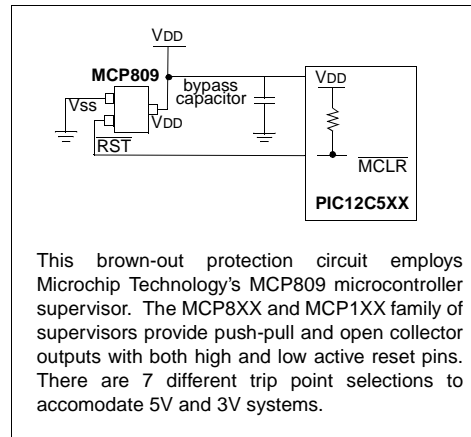 VDD
MCP809
bypass
VDD
Vss
capacitor
VDD
RST
MCLR
PIC12C5XX
This brown-out protection circuit employs
Microchip Technology's MCP809 microcontroller
supervisor. The MCP8XX and MCP1XX family of
supervisors provide push-pull and open collector
outputs with both high and low active reset pins.
There are 7 different trip point selections to
accomodate 5V and 3V systems.